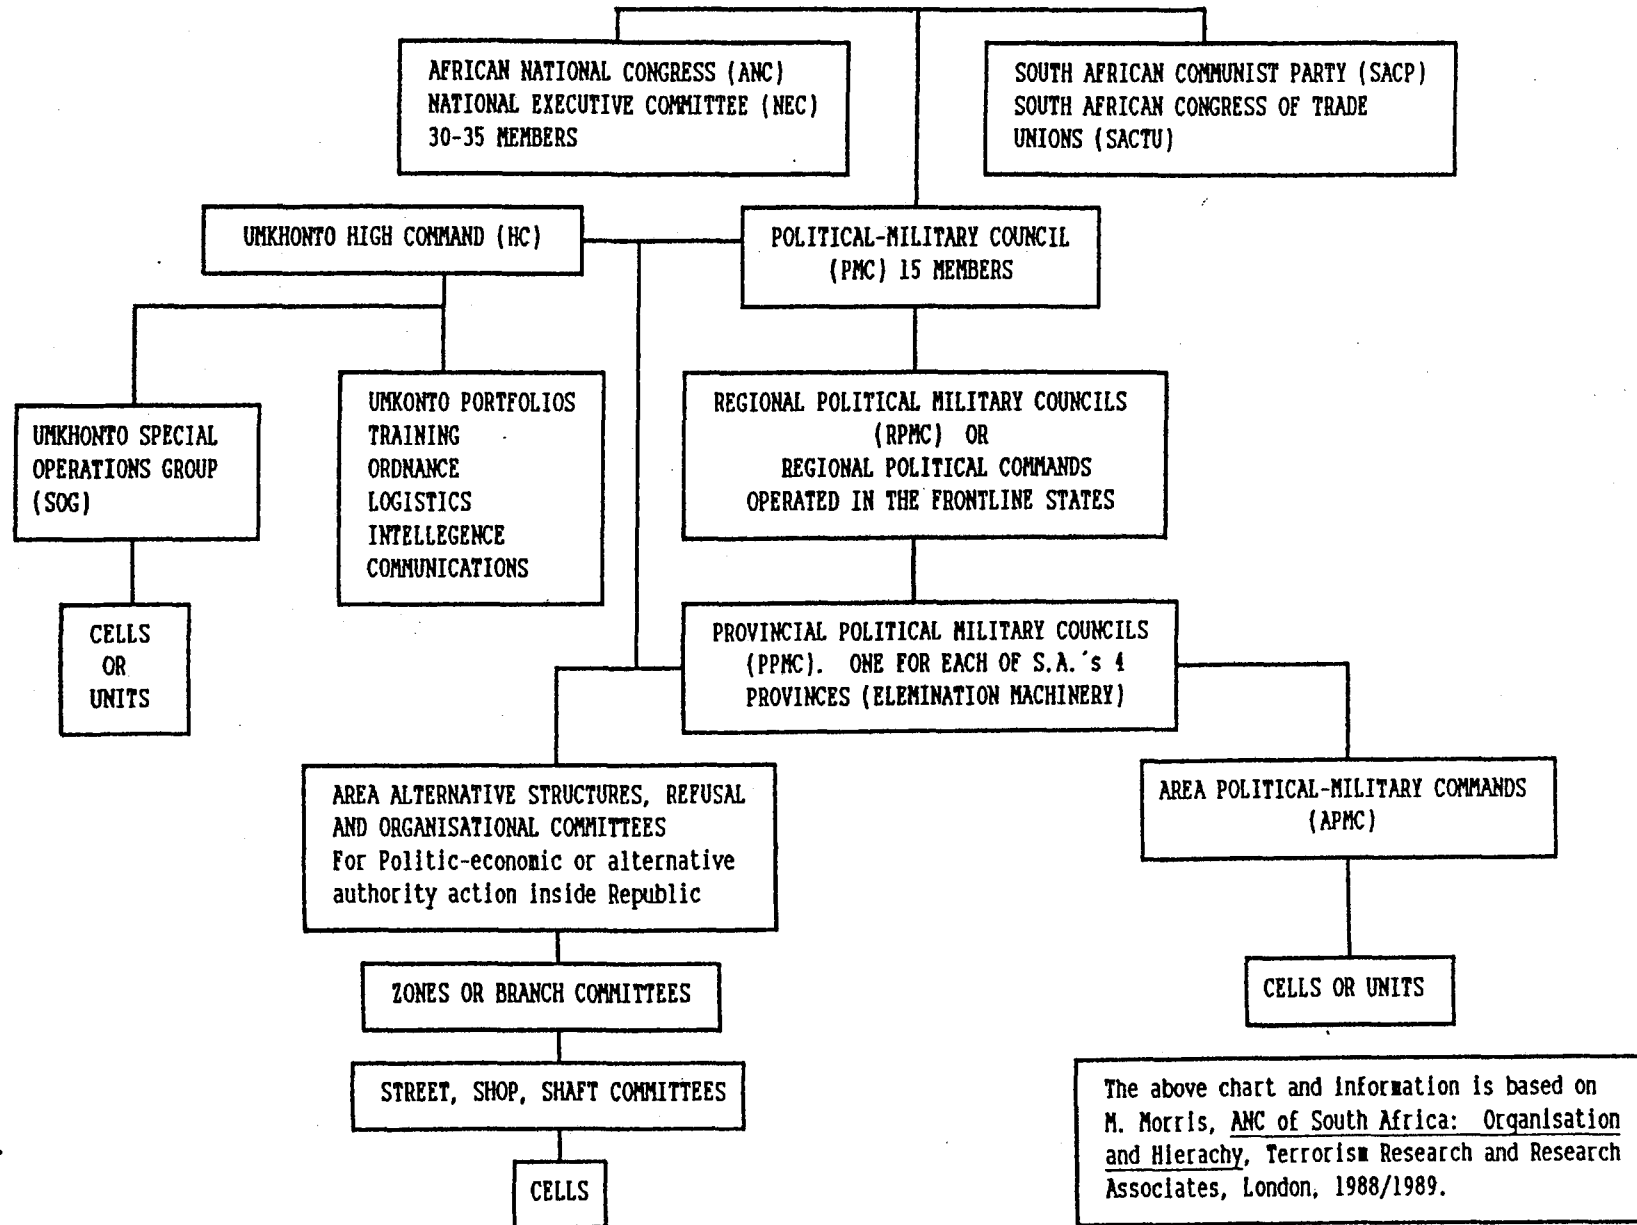 AFRICAN NATIONAL CONGRESS (ANC)
NATIONAL EXECUTIVE COMMITTEE (NEC)
30-35 MEMBERS
SOUTH AFRICAN COMMUNIST PARTY (SACP)
SOUTH AFRICAN CONGRESS OF TRADE
UNIONS (SACTU)
UMKHONTO HIGH COMMAND (HC)
POLITICAL-MILITARY COUNCIL
(PMC) 15 MEMBERS
UMKHONTO SPECIAL
OPERATIONS GROUP
(SOG)
UMKONTO PORTFOLIOS
TRAINING
ORDNANCE
LOGISTICS
INTELLEGENCE
COMMUNICATIONS
REGIONAL POLITICAL MILITARY COUNCILS
(RPMC) OR
REGIONAL POLITICAL COMMANDS
OPERATED IN THE FRONTLINE STATES
CELLS
OR
UNITS
PROVINCIAL POLITICAL MILITARY COUNCILS
(PPMC). ONE FOR EACH OF S.A.'s 4
PROVINCES (ELEMINATION MACHINERY)
AREA ALTERNATIVE STRUCTURES, REFUSAL
AND ORGANISATIONAL COMMITTEES
For Politic-economic or alternative
authority action inside Republic
AREA POLITICAL-MILITARY COMMANDS
(APMC)
ZONES OR BRANCH COMMITTEES
CELLS OR UNITS
STREET, SHOP, SHAFT COMMITTEES
CELLS
The above chart and information is based on
M. Morris, ANC of South Africa: Organisation
and Hierachy, Terrorism Research and Research
Associates, London, 1988/1989.